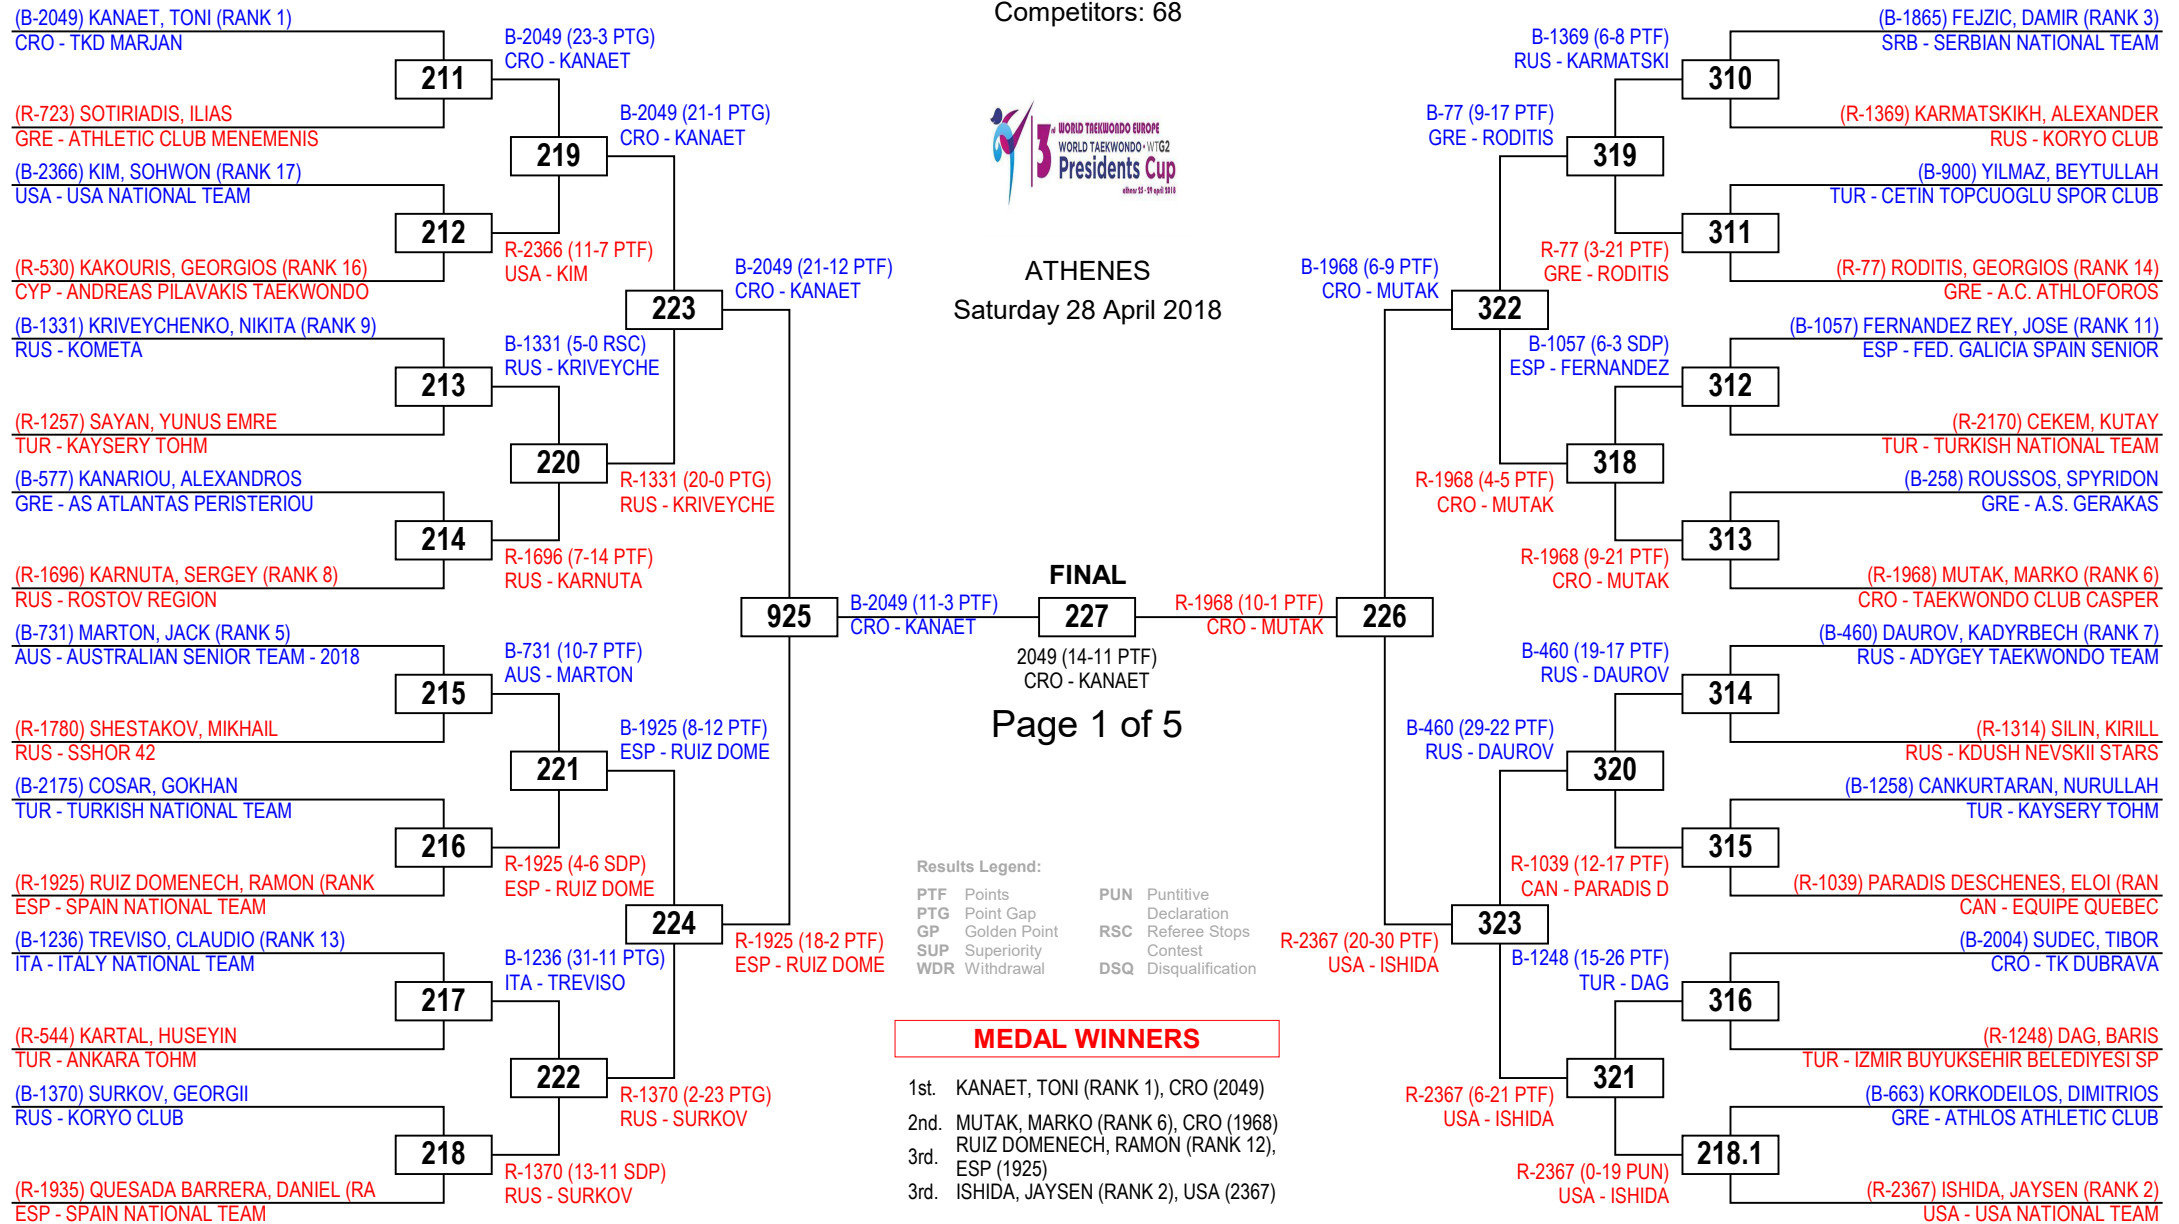 Competitors: 68
WORLD TAEKWONDO EUROPE
WORLD TAEKWONDO • WTG2
3rd Presidents Cup
athens 25 - 29 april 2018
ATHENES
Saturday 28 April 2018
(B-2049) KANAET, TONI (RANK 1)
CRO - TKD MARJAN
211
(R-723) SOTIRIADIS, ILIAS
GRE - ATHLETIC CLUB MENEMENIS
(B-2366) KIM, SOHWON (RANK 17)
USA - USA NATIONAL TEAM
212
(R-530) KAKOURIS, GEORGIOS (RANK 16)
CYP - ANDREAS PILAVAKIS TAEKWONDO
(B-1331) KRIVEYCHENKO, NIKITA (RANK 9)
RUS - KOMETA
213
(R-1257) SAYAN, YUNUS EMRE
TUR - KAYSERY TOHM
(B-577) KANARIOU, ALEXANDROS
GRE - AS ATLANTAS PERISTERIOU
214
(R-1696) KARNUTA, SERGEY (RANK 8)
RUS - ROSTOV REGION
(B-731) MARTON, JACK (RANK 5)
AUS - AUSTRALIAN SENIOR TEAM - 2018
215
(R-1780) SHESTAKOV, MIKHAIL
RUS - SSHOR 42
(B-2175) COSAR, GOKHAN
TUR - TURKISH NATIONAL TEAM
216
(R-1925) RUIZ DOMENECH, RAMON (RANK
ESP - SPAIN NATIONAL TEAM
(B-1236) TREVISO, CLAUDIO (RANK 13)
ITA - ITALY NATIONAL TEAM
217
(R-544) KARTAL, HUSEYIN
TUR - ANKARA TOHM
(B-1370) SURKOV, GEORGII
RUS - KORYO CLUB
218
(R-1935) QUESADA BARRERA, DANIEL (RA
ESP - SPAIN NATIONAL TEAM
B-2049 (23-3 PTG)
CRO - KANAET
219
R-2366 (11-7 PTF)
USA - KIM
B-1331 (5-0 RSC)
RUS - KRIVEYCHE
220
R-1696 (7-14 PTF)
RUS - KARNUTA
B-731 (10-7 PTF)
AUS - MARTON
221
R-1925 (4-6 SDP)
ESP - RUIZ DOME
B-1236 (31-11 PTG)
ITA - TREVISO
222
R-1370 (13-11 SDP)
RUS - SURKOV
B-2049 (21-1 PTG)
CRO - KANAET
223
R-1331 (20-0 PTG)
RUS - KRIVEYCHE
B-1925 (8-12 PTF)
ESP - RUIZ DOME
224
R-1370 (2-23 PTG)
RUS - SURKOV
B-2049 (21-12 PTF)
CRO - KANAET
925
R-1925 (18-2 PTF)
ESP - RUIZ DOME
B-2049 (11-3 PTF)
CRO - KANAET
FINAL
227
2049 (14-11 PTF)
CRO - KANAET
Page 1 of 5
R-1968 (10-1 PTF)
CRO - MUTAK
226
B-1968 (6-9 PTF)
CRO - MUTAK
R-2367 (20-30 PTF)
USA - ISHIDA
B-77 (9-17 PTF)
GRE - RODITIS
322
R-1968 (4-5 PTF)
CRO - MUTAK
B-460 (29-22 PTF)
RUS - DAUROV
323
R-2367 (6-21 PTF)
USA - ISHIDA
B-1369 (6-8 PTF)
RUS - KARMATSKI
319
R-77 (3-21 PTF)
GRE - RODITIS
B-1057 (6-3 SDP)
ESP - FERNANDEZ
318
R-1968 (9-21 PTF)
CRO - MUTAK
B-460 (19-17 PTF)
RUS - DAUROV
320
R-1039 (12-17 PTF)
CAN - PARADIS D
B-1248 (15-26 PTF)
TUR - DAG
321
R-2367 (0-19 PUN)
USA - ISHIDA
(B-1865) FEJZIC, DAMIR (RANK 3)
SRB - SERBIAN NATIONAL TEAM
310
(R-1369) KARMATSKIKH, ALEXANDER
RUS - KORYO CLUB
(B-900) YILMAZ, BEYTULLAH
TUR - CETIN TOPCUOGLU SPOR CLUB
311
(R-77) RODITIS, GEORGIOS (RANK 14)
GRE - A.C. ATHLOFOROS
(B-1057) FERNANDEZ REY, JOSE (RANK 11)
ESP - FED. GALICIA SPAIN SENIOR
312
(R-2170) CEKEM, KUTAY
TUR - TURKISH NATIONAL TEAM
(B-258) ROUSSOS, SPYRIDON
GRE - A.S. GERAKAS
313
(R-1968) MUTAK, MARKO (RANK 6)
CRO - TAEKWONDO CLUB CASPER
(B-460) DAUROV, KADYRBECH (RANK 7)
RUS - ADYGEY TAEKWONDO TEAM
314
(R-1314) SILIN, KIRILL
RUS - KDUSH NEVSKII STARS
(B-1258) CANKURTARAN, NURULLAH
TUR - KAYSERY TOHM
315
(R-1039) PARADIS DESCHENES, ELOI (RAN
CAN - EQUIPE QUEBEC
(B-2004) SUDEC, TIBOR
CRO - TK DUBRAVA
316
(R-1248) DAG, BARIS
TUR - IZMIR BUYUKSEHIR BELEDIYESI SP
(B-663) KORKODEILOS, DIMITRIOS
GRE - ATHLOS ATHLETIC CLUB
218.1
(R-2367) ISHIDA, JAYSEN (RANK 2)
USA - USA NATIONAL TEAM
Results Legend:
PTF Points
PTG Point Gap
GP Golden Point
SUP Superiority
WDR Withdrawal
PUN Puntitive
Declaration
RSC Referee Stops
Contest
DSQ Disqualification
MEDAL WINNERS
1st. KANAET, TONI (RANK 1), CRO (2049)
2nd. MUTAK, MARKO (RANK 6), CRO (1968)
3rd. RUIZ DOMENECH, RAMON (RANK 12),
ESP (1925)
3rd. ISHIDA, JAYSEN (RANK 2), USA (2367)